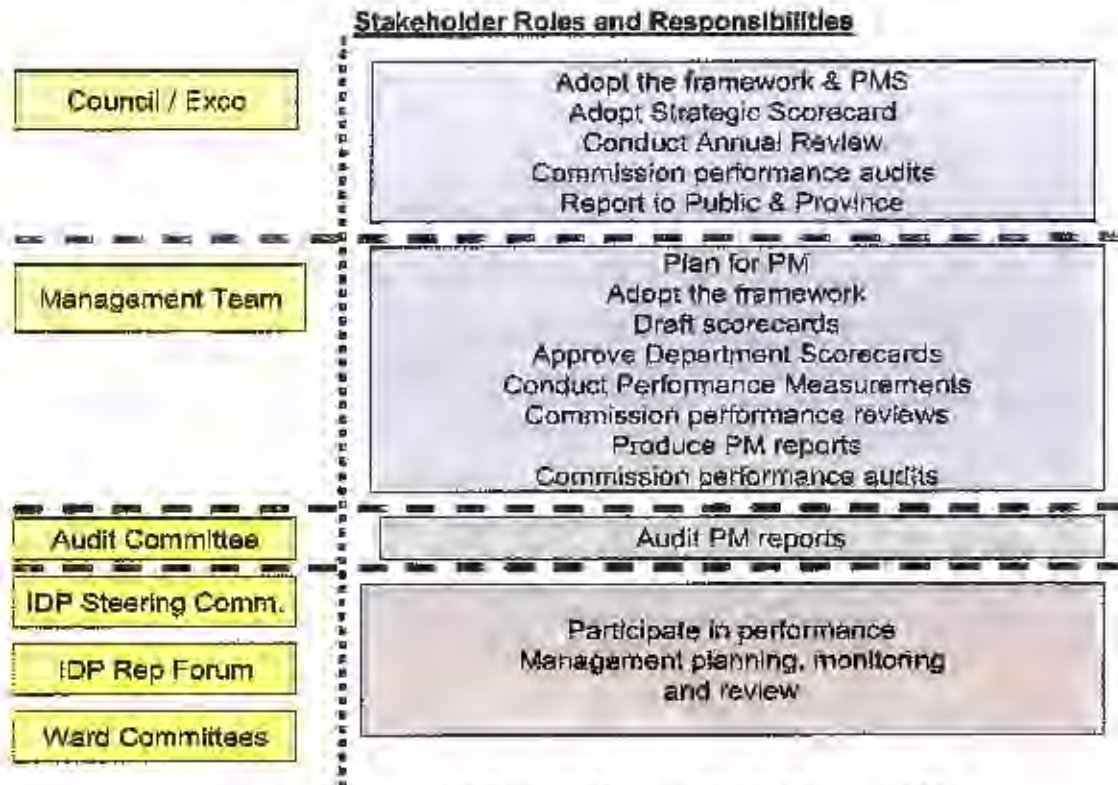 Stakeholder Roles and Responsibilities
Council / Exco
Adopt the framework & PMS
Adopt Strategic Scorecard
Conduct Annual Review
Commission performance audits
Report to Public & Province
Management Team
Plan for PM
Adopt the framework
Draft scorecards
Approve Department Scorecards
Conduct Performance Measurements
Commission performance reviews
Produce PM reports
Commission performance audits
Audit Committee
Audit PM reports
IDP Steering Comm.
IDP Rep Forum
Ward Committees
Participate in performance
Management planning, monitoring
and review